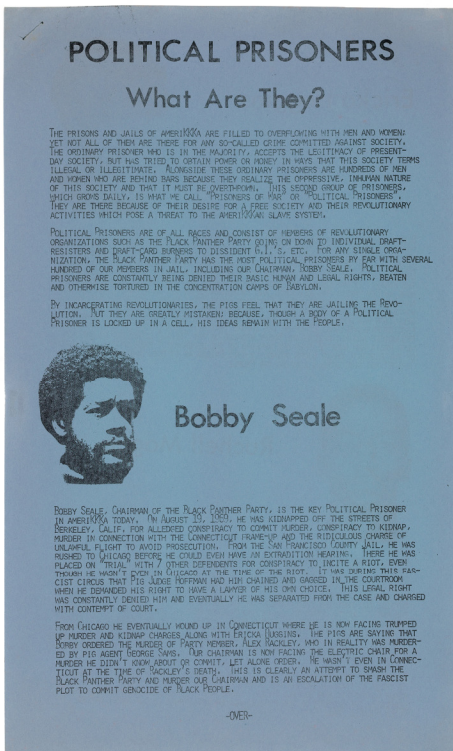 POLITICAL PRISONERS
What Are They?
THE PRISONS AND JAILS OF AMERIKKKA ARE FILLED TO OVERFLOWING WITH MEN AND WOMEN;
YET NOT ALL OF THEM ARE THERE FOR ANY SO-CALLED CRIME COMMITTED AGAINST SOCIETY.
THE ORDINARY PRISONER WHO IS IN THE MAJORITY, ACCEPTS THE LEGITIMACY OF PRESENT-
DAY SOCIETY, BUT HAS TRIED TO OBTAIN POWER OR MONEY IN WAYS THAT THIS SOCIETY TERMS
ILLEGAL OR ILLEGITIMATE. ALONGSIDE THESE ORDINARY PRISONERS ARE HUNDREDS OF MEN
AND WOMEN WHO ARE BEHIND BARS BECAUSE THEY REALIZE THE OPPRESSIVE, INHUMAN NATURE
OF THIS SOCIETY AND THAT IT MUST BE OVERTHROWN. THIS SECOND GROUP OF PRISONERS,
WHICH GROWS DAILY, IS WHAT WE CALL "PRISONERS OF WAR" OR "POLITICAL PRISONERS".
THEY ARE THERE BECAUSE OF THEIR DESIRE FOR A FREE SOCIETY AND THEIR REVOLUTIONARY
ACTIVITIES WHICH POSE A THREAT TO THE AMERIKKKAN SLAVE SYSTEM.
POLITICAL PRISONERS ARE OF ALL RACES AND CONSIST OF MEMBERS OF REVOLUTIONARY
ORGANIZATIONS SUCH AS THE BLACK PANTHER PARTY GOING ON DOWN TO INDIVIDUAL DRAFT-
RESISTERS AND DRAFT-CARD BURNERS TO DISSIDENT G.I.'S, ETC. FOR ANY SINGLE ORGA-
NIZATION, THE BLACK PANTHER PARTY HAS THE MOST POLITICAL PRISONERS BY FAR WITH SEVERAL
HUNDRED OF OUR MEMBERS IN JAIL, INCLUDING OUR CHAIRMAN, BOBBY SEALE. POLITICAL
PRISONERS ARE CONSTANTLY BEING DENIED THEIR BASIC HUMAN AND LEGAL RIGHTS, BEATEN
AND OTHERWISE TORTURED IN THE CONCENTRATION CAMPS OF BABYLON.
BY INCARCERATING REVOLUTIONARIES, THE PIGS FEEL THAT THEY ARE JAILING THE REVO-
LUTION. BUT THEY ARE GREATLY MISTAKEN; BECAUSE, THOUGH A BODY OF A POLITICAL
PRISONER IS LOCKED UP IN A CELL, HIS IDEAS REMAIN WITH THE PEOPLE.
Bobby Seale
BOBBY SEALE, CHAIRMAN OF THE BLACK PANTHER PARTY, IS THE KEY POLITICAL PRISONER
IN AMERIKKKA TODAY. ON AUGUST 19, 1969, HE WAS KIDNAPPED OFF THE STREETS OF
BERKELEY, CALIF. FOR ALLEDGED CONSPIRACY TO COMMIT MURDER, CONSPIRACY TO KIDNAP,
MURDER IN CONNECTION WITH THE CONNECTICUT FRAME-UP AND THE RIDICULOUS CHARGE OF
UNLAWFUL FLIGHT TO AVOID PROSECUTION. FROM THE SAN FRANCISCO COUNTY JAIL, HE WAS
RUSHED TO CHICAGO BEFORE HE COULD EVEN HAVE AN EXTRADITION HEARING. THERE HE WAS
PLACED ON "TRIAL" WITH 7 OTHER DEFENDENTS FOR CONSPIRACY TO INCITE A RIOT, EVEN
THOUGH HE WASN'T EVEN IN CHICAGO AT THE TIME OF THE RIOT. IT WAS DURING THIS FAR-
CIST CIRCUS THAT PIG JUDGE HOFFMAN HAD HIM CHAINED AND GAGGED IN THE COURTROOM
WHEN HE DEMANDED HIS RIGHT TO HAVE A LAWYER OF HIS OWN CHOICE. THIS LEGAL RIGHT
WAS CONSTANTLY DENIED HIM AND EVENTUALLY HE WAS SEPARATED FROM THE CASE AND CHARGED
WITH CONTEMPT OF COURT.
FROM CHICAGO HE EVENTUALLY WOUND UP IN CONNECTICUT WHERE HE IS NOW FACING TRUMPED
UP MURDER AND KIDNAP CHARGES ALONG WITH ERICKA HUGGINS. THE PIGS ARE SAYING THAT
BOBBY ORDERED THE MURDER OF PARTY MEMBER, ALEX RACKLEY, WHO IN REALITY WAS MURDER-
ED BY PIG AGENT GEORGE SAMS. OUR CHAIRMAN IS NOW FACING THE ELECTRIC CHAIR FOR A
MURDER HE DIDN'T KNOW ABOUT OR COMMIT, LET ALONE ORDER. HE WASN'T EVEN IN CONNEC-
TICUT AT THE TIME OF RACKLEY'S DEATH. THIS IS CLEARLY AN ATTEMPT TO SMASH THE
BLACK PANTHER PARTY AND MURDER OUR CHAIRMAN AND IS AN ESCALATION OF THE FASCIST
PLOT TO COMMIT GENOCIDE OF BLACK PEOPLE.
-OVER-